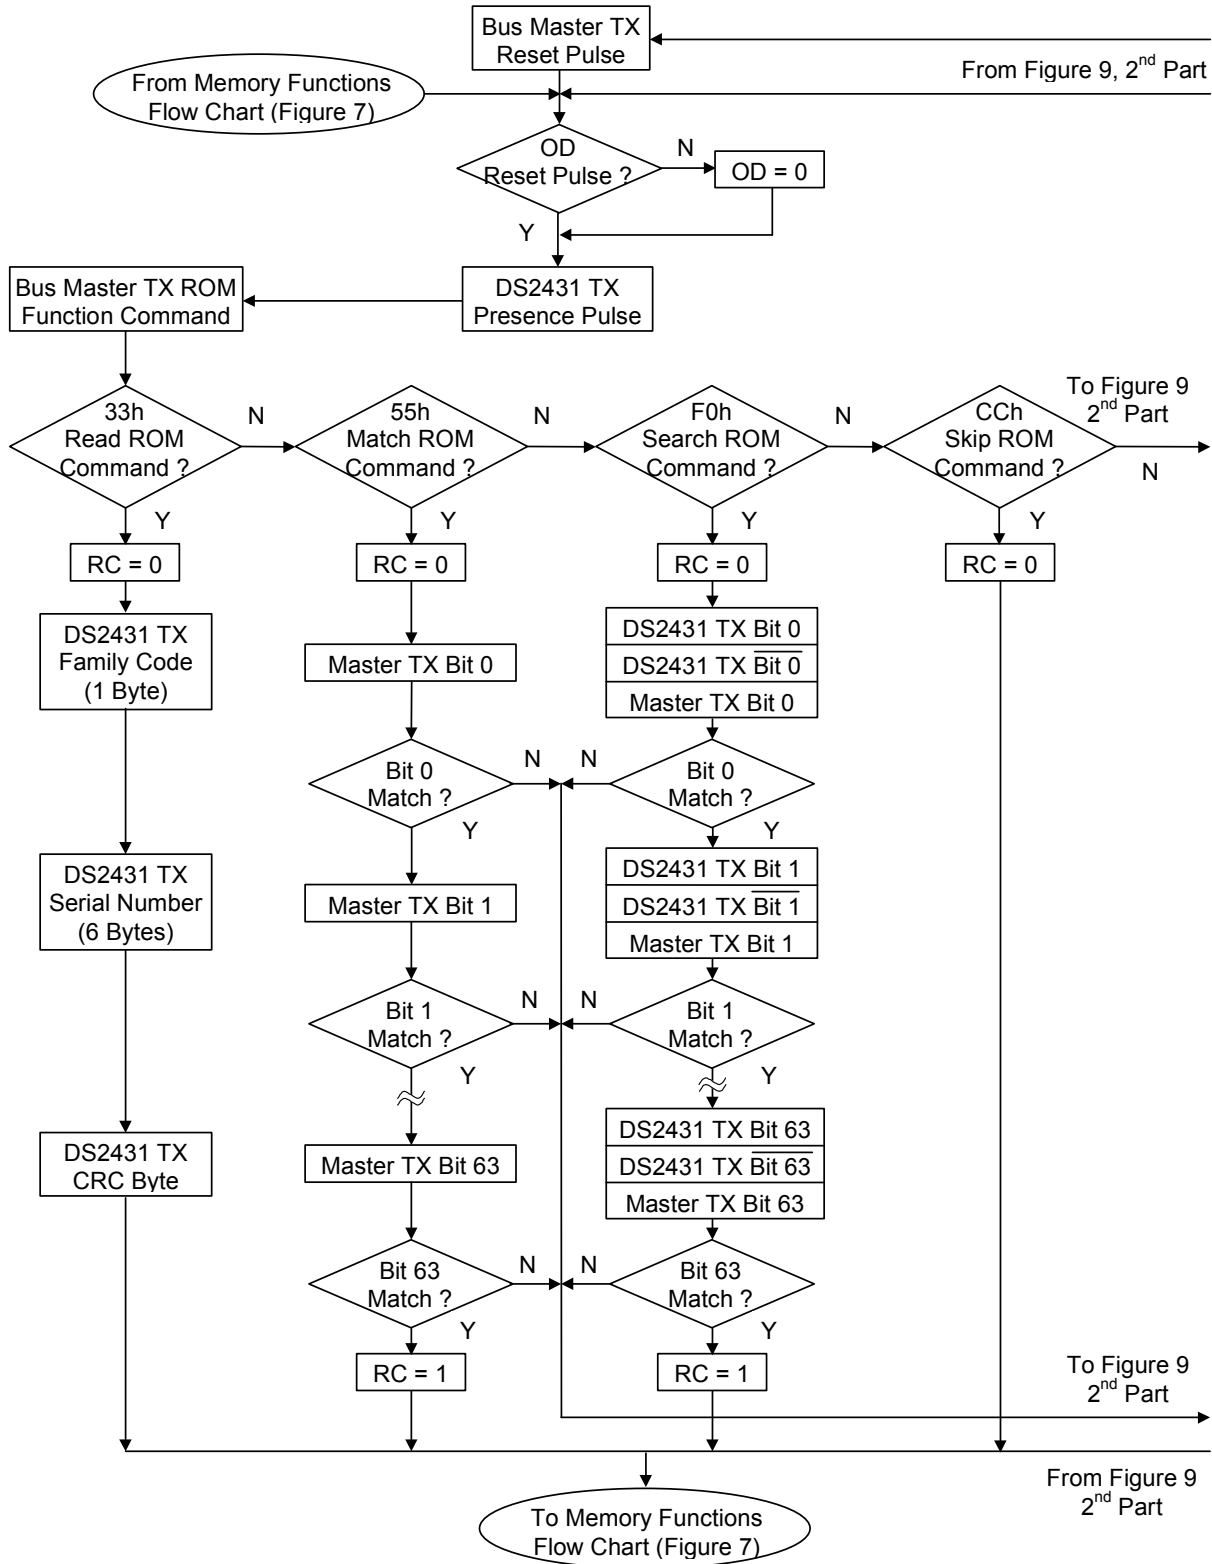 Bus Master TX
Reset Pulse
From Figure 9, 2nd Part
From Memory Functions
Flow Chart (Figure 7)
OD
Reset Pulse ?
N
OD = 0
Y
Bus Master TX ROM
Function Command
DS2431 TX
Presence Pulse
33h
Read ROM
Command ?
N
55h
Match ROM
Command ?
N
F0h
Search ROM
Command ?
N
CCh
Skip ROM
Command ?
To Figure 9
2nd Part
N
Y
Y
Y
Y
RC = 0
RC = 0
RC = 0
RC = 0
DS2431 TX
Family Code
(1 Byte)
Master TX Bit 0
DS2431 TX Bit 0
DS2431 TX B̅i̅t̅ ̅0̅
Master TX Bit 0
Bit 0
Match ?
N
N
Bit 0
Match ?
Y
Y
DS2431 TX
Serial Number
(6 Bytes)
Master TX Bit 1
DS2431 TX Bit 1
DS2431 TX B̅i̅t̅ ̅1̅
Master TX Bit 1
Bit 1
Match ?
N
N
Bit 1
Match ?
Y
Y
DS2431 TX
CRC Byte
Master TX Bit 63
DS2431 TX Bit 63
DS2431 TX B̅i̅t̅ ̅6̅3̅
Master TX Bit 63
Bit 63
Match ?
N
N
Bit 63
Match ?
Y
Y
RC = 1
RC = 1
To Figure 9
2nd Part
From Figure 9
2nd Part
To Memory Functions
Flow Chart (Figure 7)